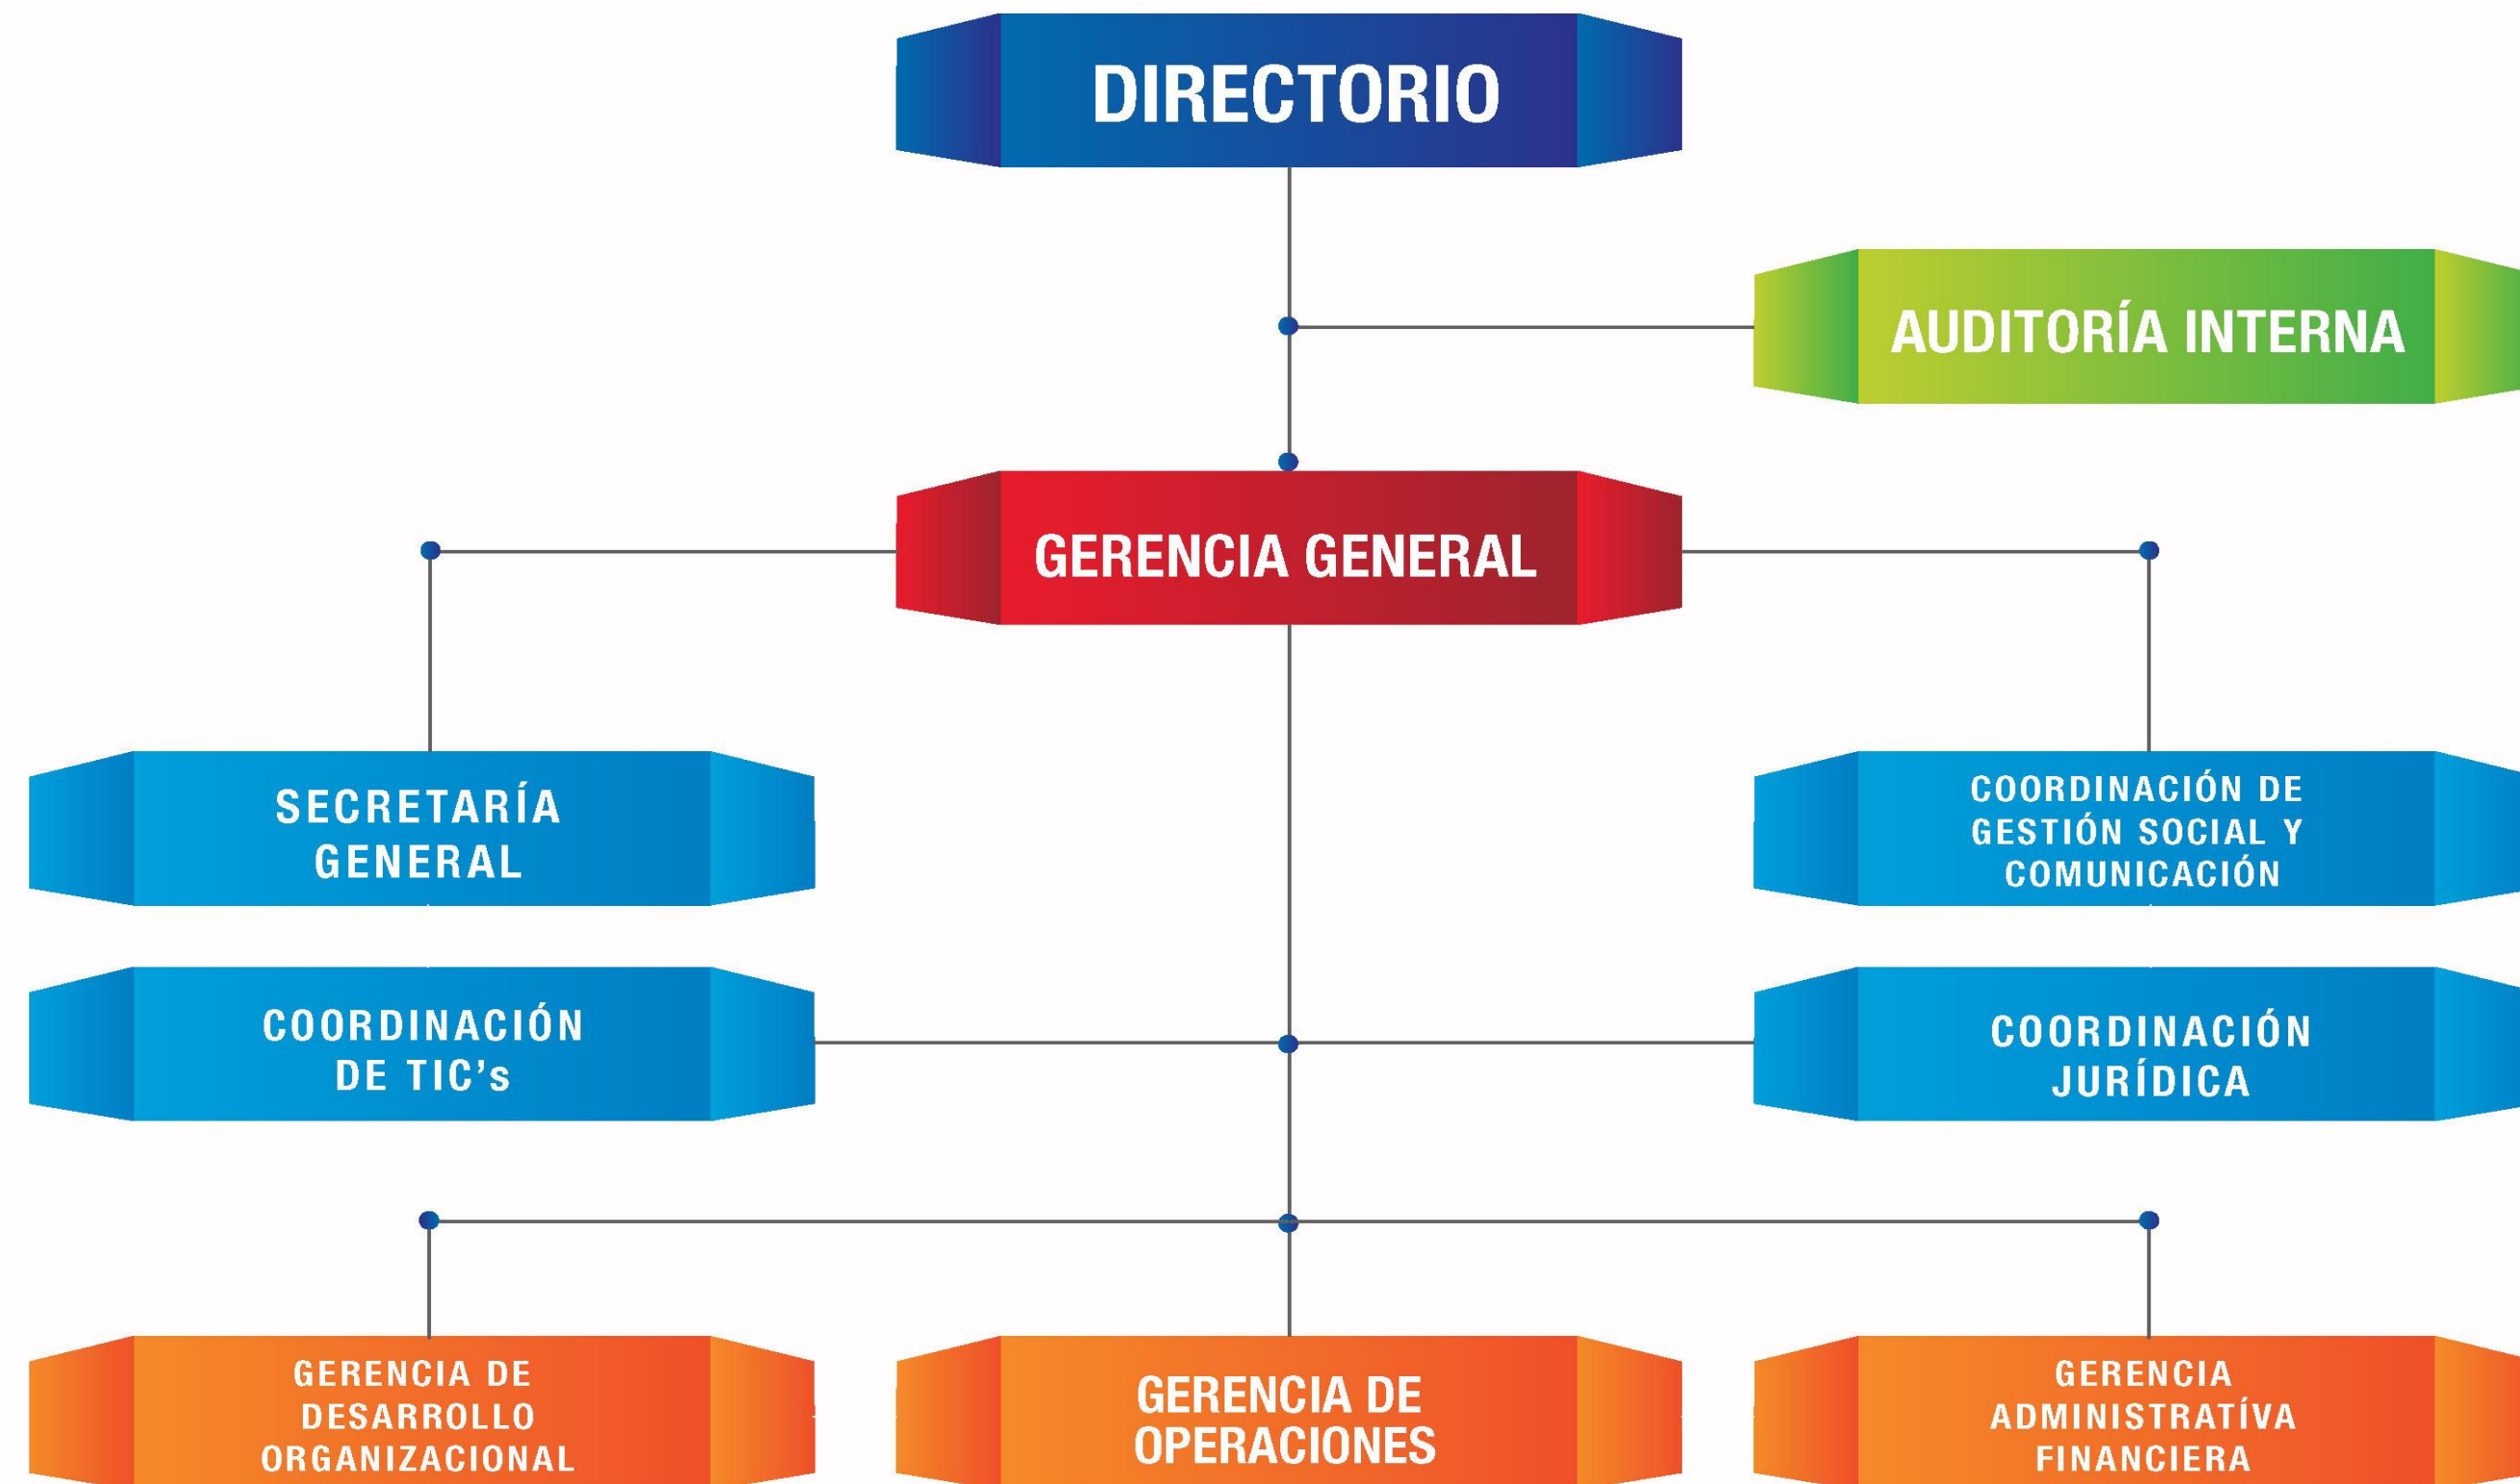 DIRECTORIO
AUDITORÍA INTERNA
GERENCIA GENERAL
SECRETARÍA
GENERAL
COORDINACIÓN DE
GESTIÓN SOCIAL Y
COMUNICACIÓN
COORDINACIÓN
DE TIC’s
COORDINACIÓN
JURÍDICA
GERENCIA DE
DESARROLLO
ORGANIZACIONAL
GERENCIA DE
OPERACIONES
GERENCIA
ADMINISTRATÍVA
FINANCIERA